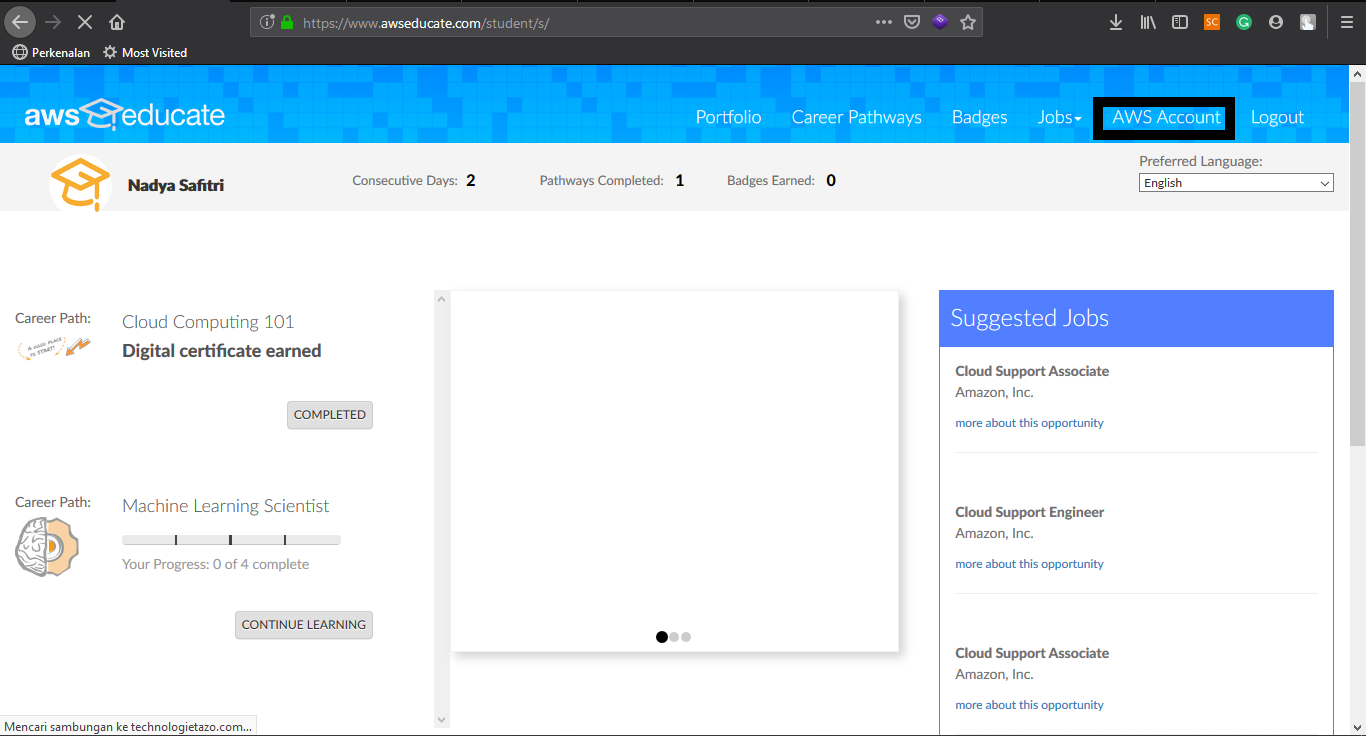 https://www.awseducate.com/student/s/
SC
Perkenalan
Most Visited
aws educate
Portfolio
Career Pathways
Badges
Jobs
AWS Account
Logout
Nadya Safitri
Consecutive Days: 2
Pathways Completed: 1
Badges Earned: 0
Preferred Language:
English
Career Path:
A GOOD PLACE
TO START!
Cloud Computing 101
Digital certificate earned
COMPLETED
Career Path:
Machine Learning Scientist
Your Progress: 0 of 4 complete
CONTINUE LEARNING
Suggested Jobs
Cloud Support Associate
Amazon, Inc.
more about this opportunity
Cloud Support Engineer
Amazon, Inc.
more about this opportunity
Cloud Support Associate
Amazon, Inc.
more about this opportunity
Mencari sambungan ke technologietazo.com...